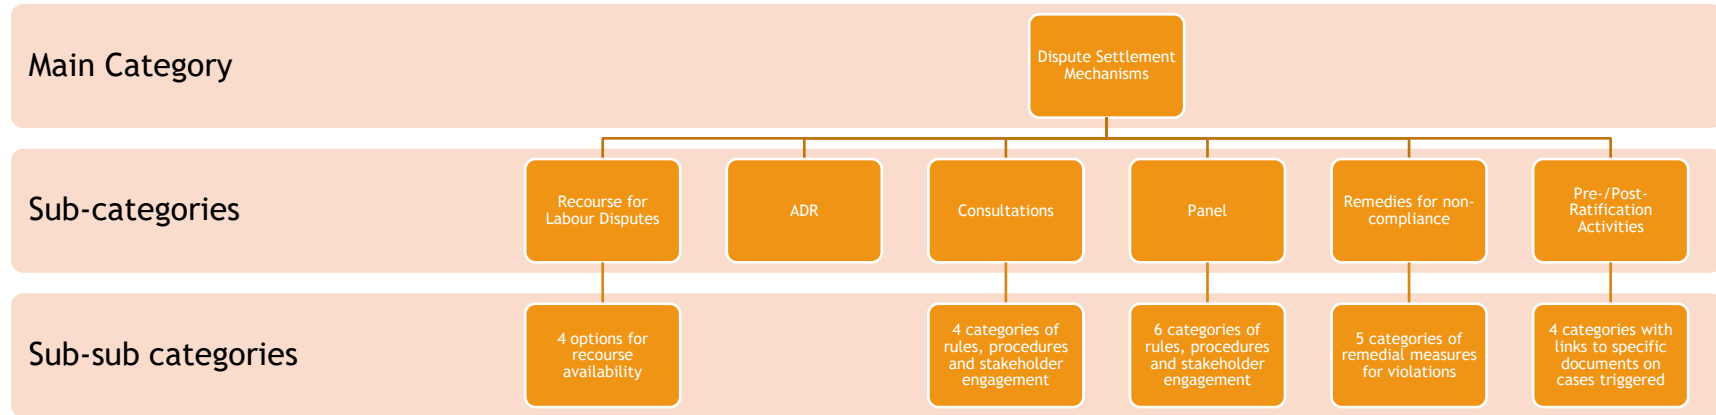 Main Category
Dispute Settlement
Mechanisms
Sub-categories
Recourse for
Labour Disputes
ADR
Consultations
Panel
Remedies for non-
compliance
Pre-/Post-
Ratification
Activities
Sub-sub categories
4 options for
recourse
availability
4 categories of
rules, procedures
and stakeholder
engagement
6 categories of
rules, procedures
and stakeholder
engagement
5 categories of
remedial measures
for violations
4 categories with
links to specific
documents on
cases triggered